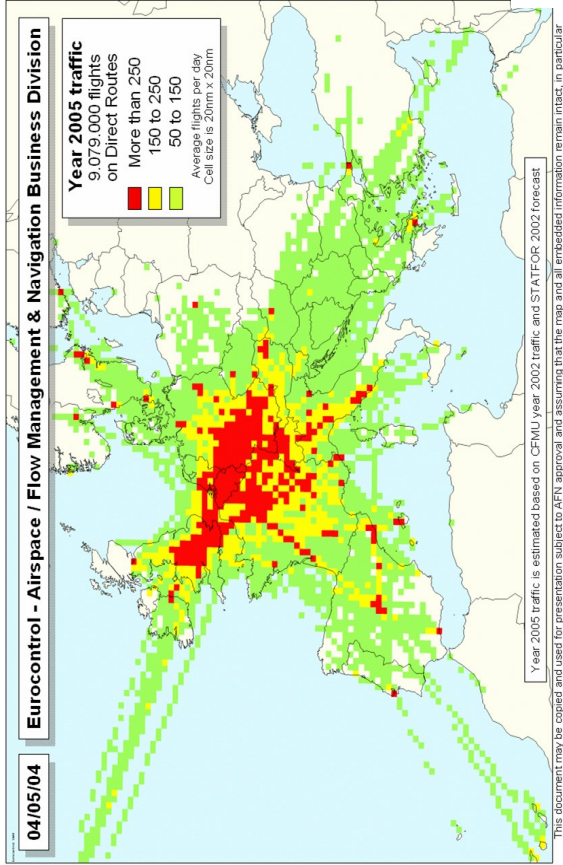 04/05/04
Eurocontrol - Airspace / Flow Management & Navigation Business Division
Year 2005 traffic
9,079,000 flights
on Direct Routes
More than 250
150 to 250
50 to 150
Average flights per day
Cell size is 20nm x 20nm
Year 2005 traffic is estimated based on CFMU year 2002 traffic and STATFOR 2002 forecast
This document may be copied and used for presentation subject to AFN approval and assuming that the map and all embedded information remain intact, in particular